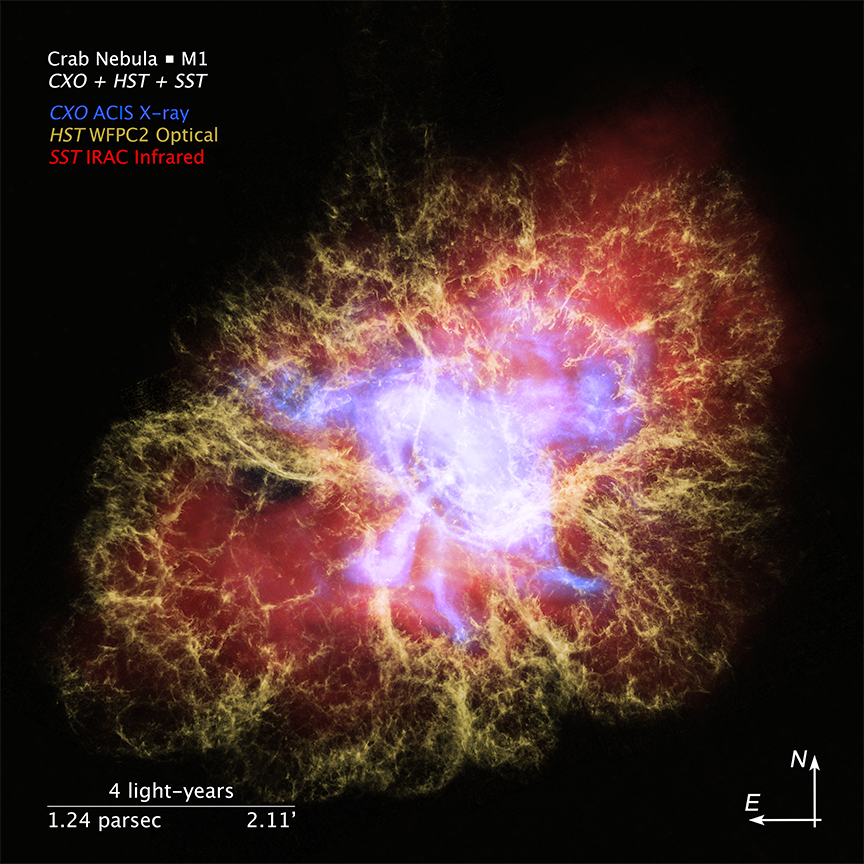 Crab Nebula ▪ M1
CXO + HST + SST
CXO ACIS X-ray
HST WFPC2 Optical
SST IRAC Infrared
4 light-years
1.24 parsec 2.11’
N
E